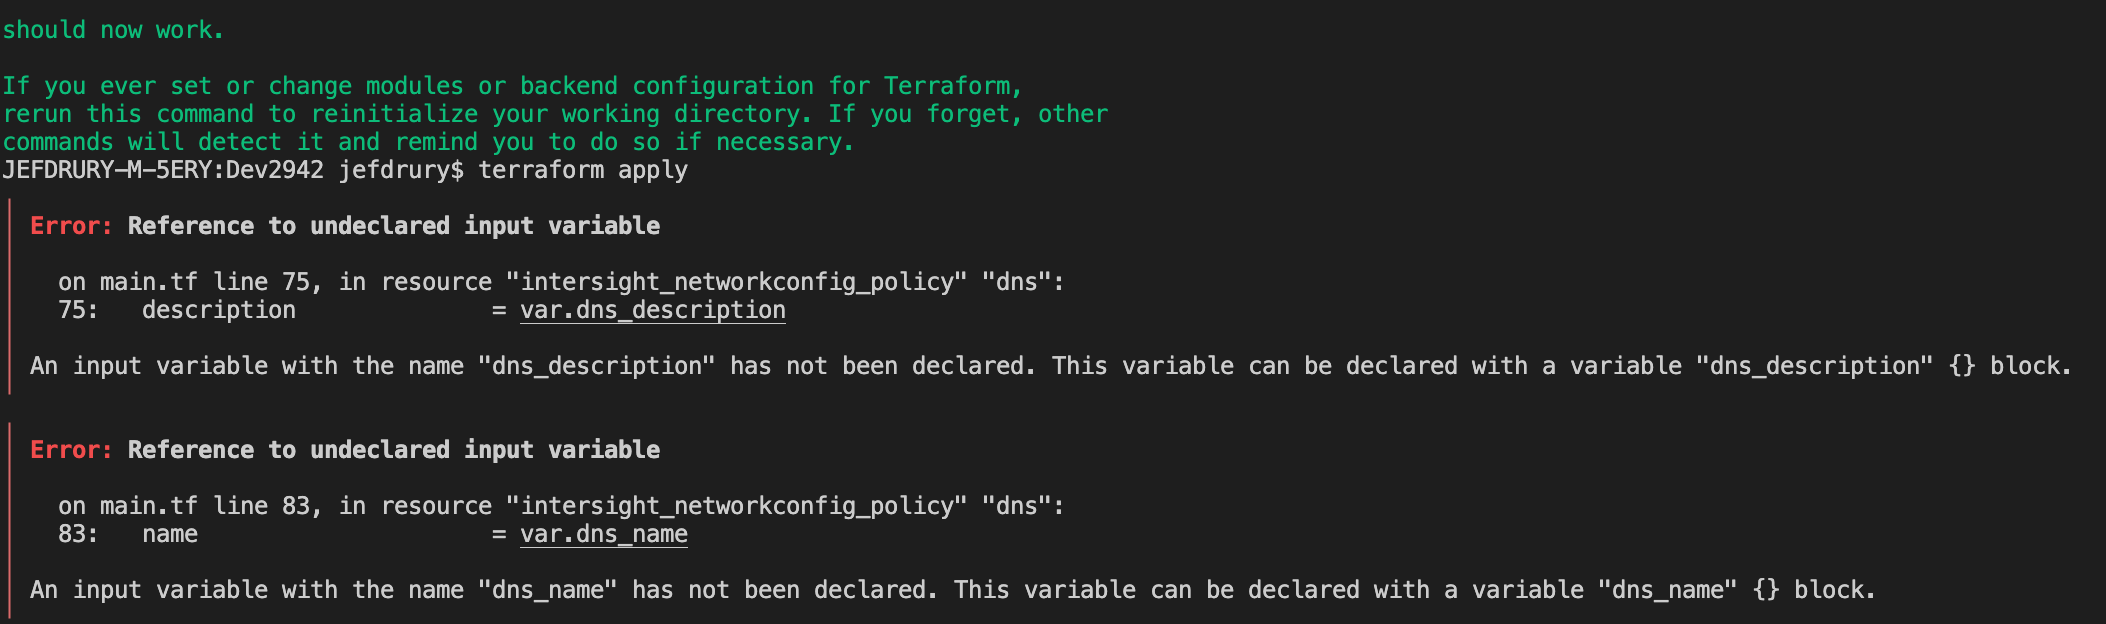 should now work.
If you ever set or change modules or backend configuration for Terraform,
rerun this command to reinitialize your working directory. If you forget, other
commands will detect it and remind you to do so if necessary.
JEFDRURY-M-5ERY:Dev2942 jefdrury$ terraform apply
Error: Reference to undeclared input variable
on main.tf line 75, in resource "intersight_networkconfig_policy" "dns":
75:   description              = var.dns_description
An input variable with the name "dns_description" has not been declared. This variable can be declared with a variable "dns_description" {} block.
Error: Reference to undeclared input variable
on main.tf line 83, in resource "intersight_networkconfig_policy" "dns":
83:   name                     = var.dns_name
An input variable with the name "dns_name" has not been declared. This variable can be declared with a variable "dns_name" {} block.